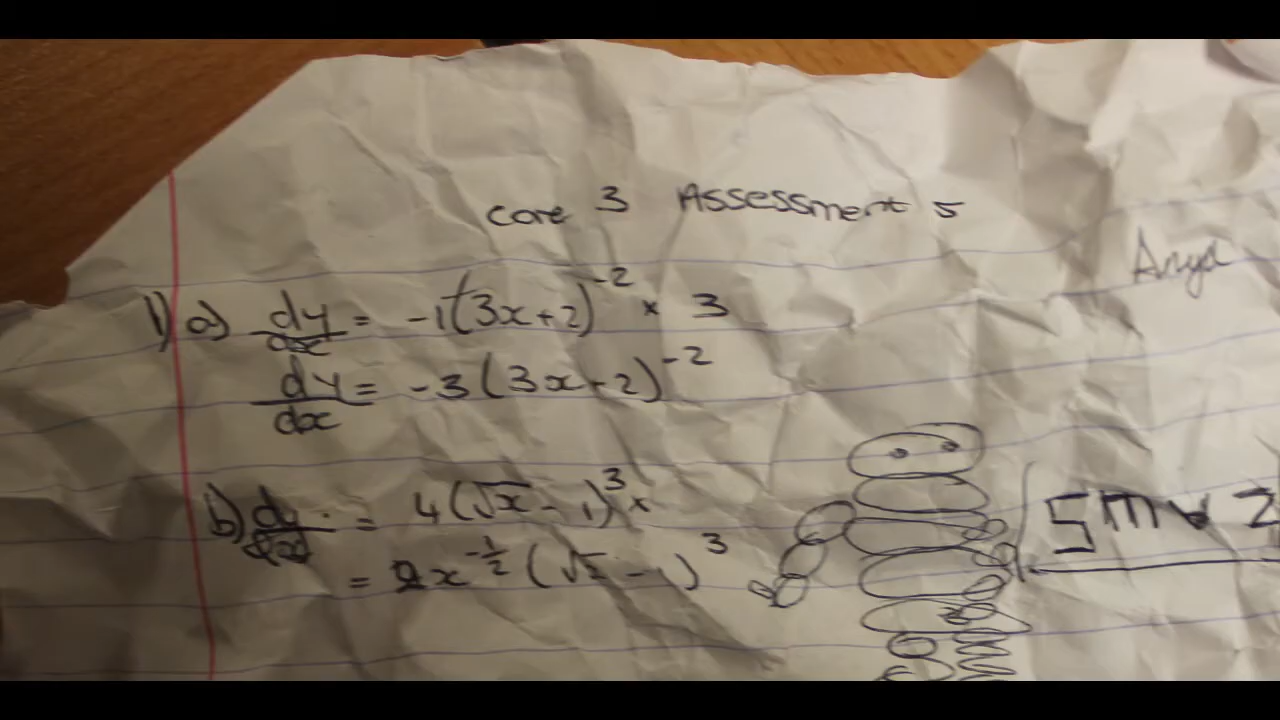 Core 3 Assessment 5
Anya
1) a) dy/dx = -1(3x+2)^-2 × 3
dy/dx = -3(3x+2)^-2
b) dy/dx = 4(√x - 1)^3 ×
= 2x^-1/2 (√x - 1)^3